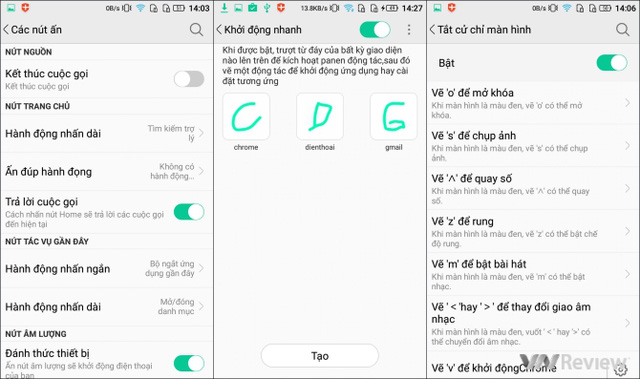 0B/s 14:03
Các nút ấn
NÚT NGUỒN
Kết thúc cuộc gọi
Kết thúc cuộc gọi
NÚT TRANG CHỦ
Hành động nhấn dài
Tìm kiếm trợ
lý
Ấn đúp hành động
Không có
hành động...
Trả lời cuộc gọi
Cách nhấn nút Home sẽ trả lời các cuộc gọi
đến hiện tại
NÚT TÁC VỤ GẦN ĐÂY
Hành động nhấn ngắn
Bộ ngắt ứng
dụng gần đây
Hành động nhấn dài
Mở/đóng
danh mục
NÚT ÂM LƯỢNG
Đánh thức thiết bị
Ấn nút âm lượng sẽ khởi động điện thoại
của bạn
13.8KB/s 14:27
Khởi động nhanh
Khi được bật, trượt từ đáy của bất kỳ giao diện
nào lên trên để kích hoạt panen động tác,sau đó
vẽ một động tác để khởi động ứng dụng hay cài
đặt tương ứng
C D G
chrome dienthoai gmail
Tạo
0B/s 14:06
Tắt cử chỉ màn hình
Bật
Vẽ 'o' để mở khóa
Khi màn hình là màu đen, vẽ 'o' có thể mở
khóa.
Vẽ 's' để chụp ảnh
Khi màn hình là màu đen, vẽ 's' có thể chụp
ảnh.
Vẽ '^' để quay số
Khi màn hình là màu đen, vẽ '^' có thể quay
số.
Vẽ 'z' để rung
Khi màn hình là màu đen, vẽ 'z' có thể bật chế
độ rung.
Vẽ 'm' để bật bài hát
Khi màn hình là màu đen, vẽ 'm' có thể bật
nhạc.
Vẽ ' < 'hay ' > ' để thay đổi giao âm
nhạc
Khi màn hình là màu đen, vuốt ' < ' hay '>' có
thể chuyển đổi âm nhạc.
Vẽ 'v' để khởi độngChrome
VNReview